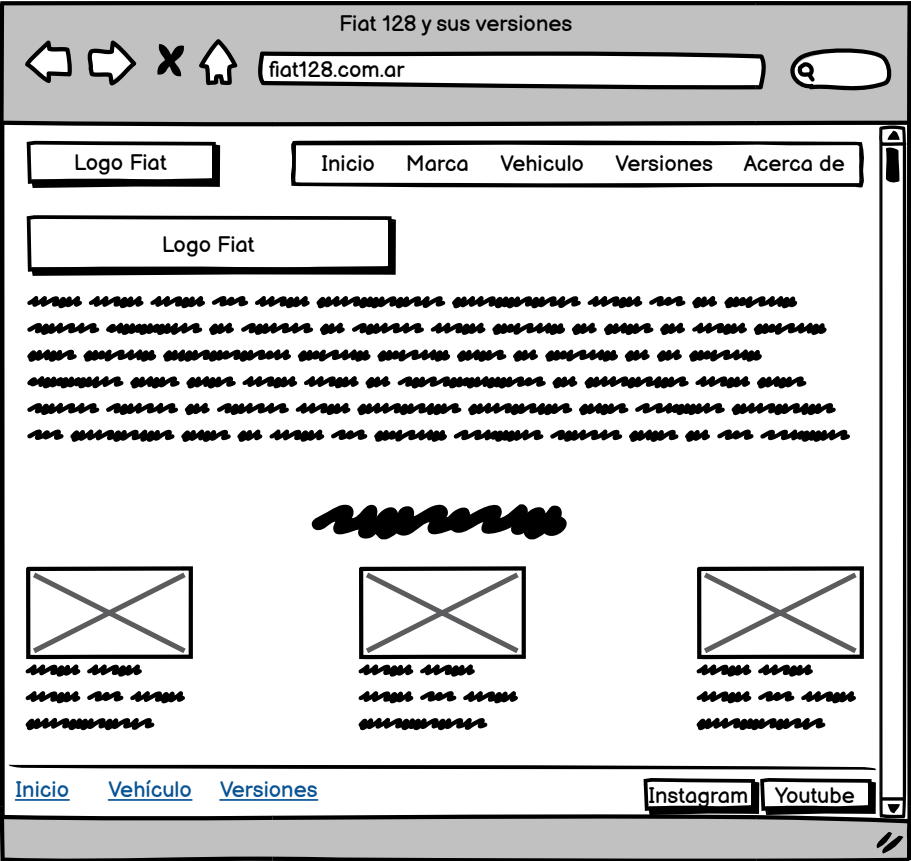 Fiat 128 y sus versiones
fiat128.com.ar
Logo Fiat
Inicio Marca Vehiculo Versiones Acerca de
Logo Fiat
Inicio Vehículo Versiones
Instagram Youtube